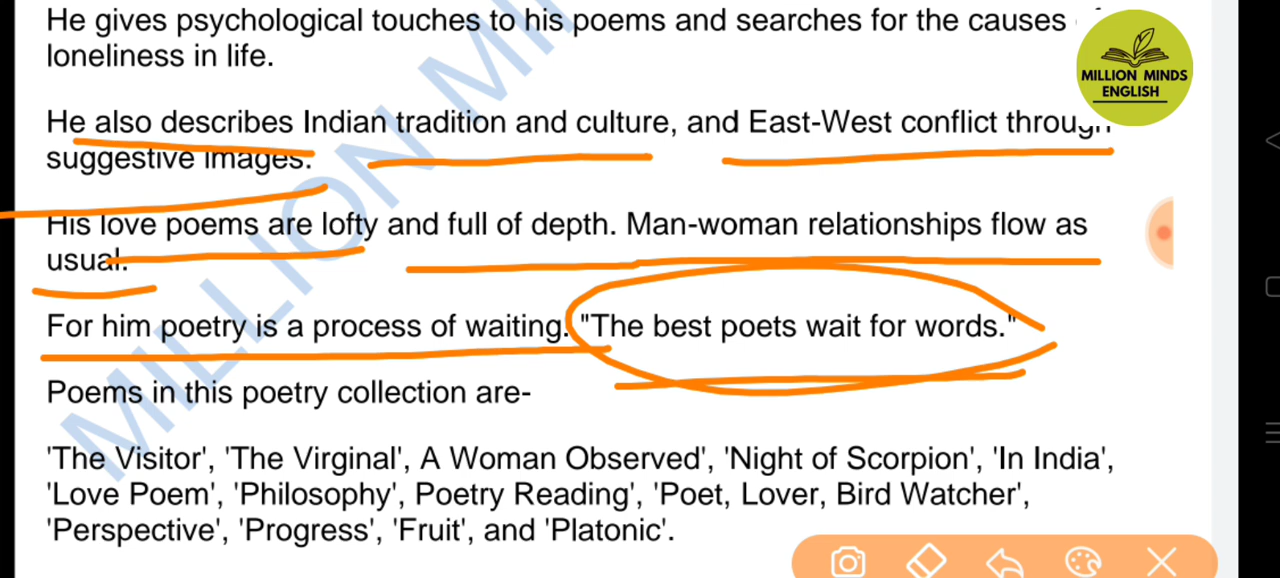 He gives psychological touches to his poems and searches for the causes
loneliness in life.
MILLION MINDS
ENGLISH
He also describes Indian tradition and culture, and East-West conflict through
suggestive images.
His love poems are lofty and full of depth. Man-woman relationships flow as
usual.
For him poetry is a process of waiting. "The best poets wait for words."
Poems in this poetry collection are-
'The Visitor', 'The Virginal', A Woman Observed', 'Night of Scorpion', 'In India',
'Love Poem', 'Philosophy', Poetry Reading', 'Poet, Lover, Bird Watcher',
'Perspective', 'Progress', 'Fruit', and 'Platonic'.
MILLION MI